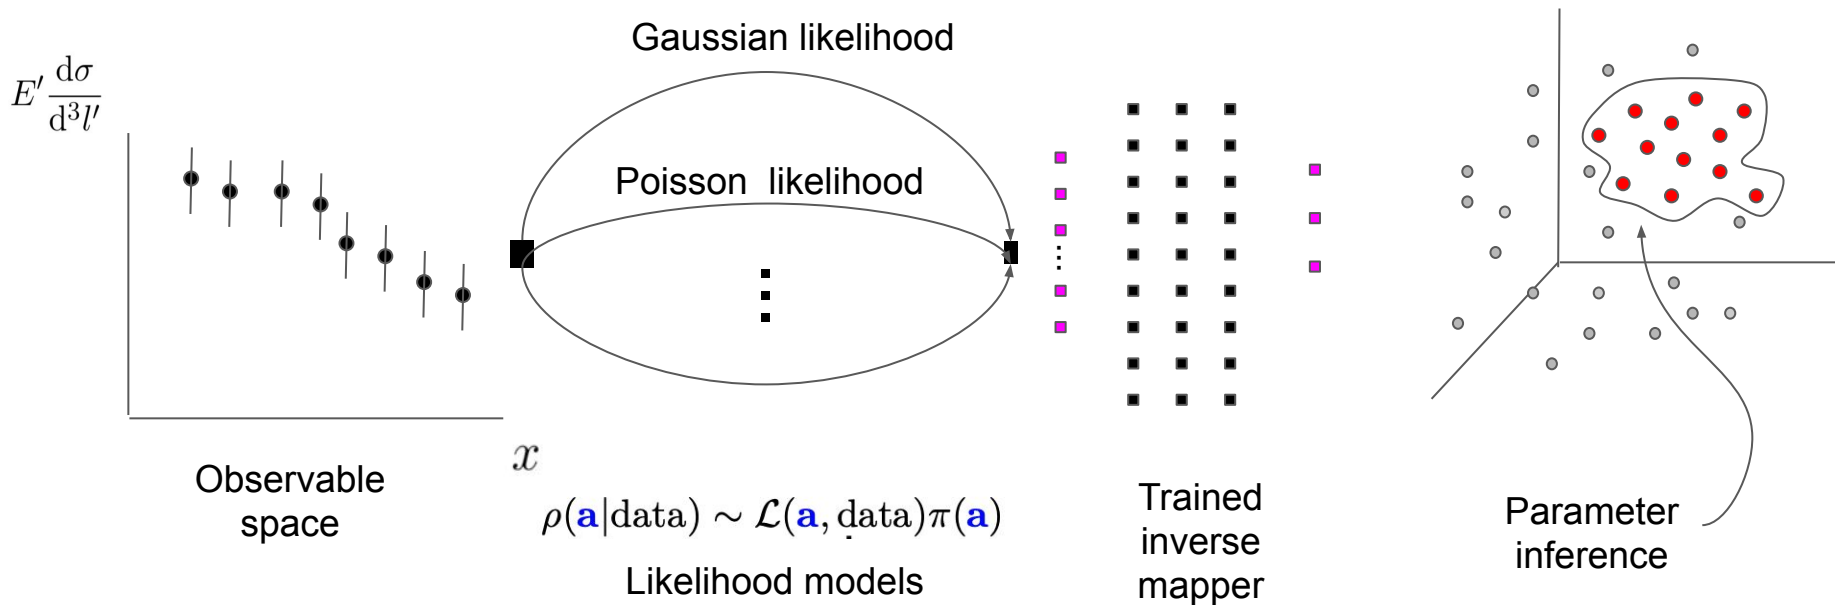 Gaussian likelihood
E′ dσ/d³l′
Poisson likelihood
x
Observable
space
ρ(a|data) ∼ ℒ(a, data)π(a)
Likelihood models
Trained
inverse
mapper
Parameter
inference